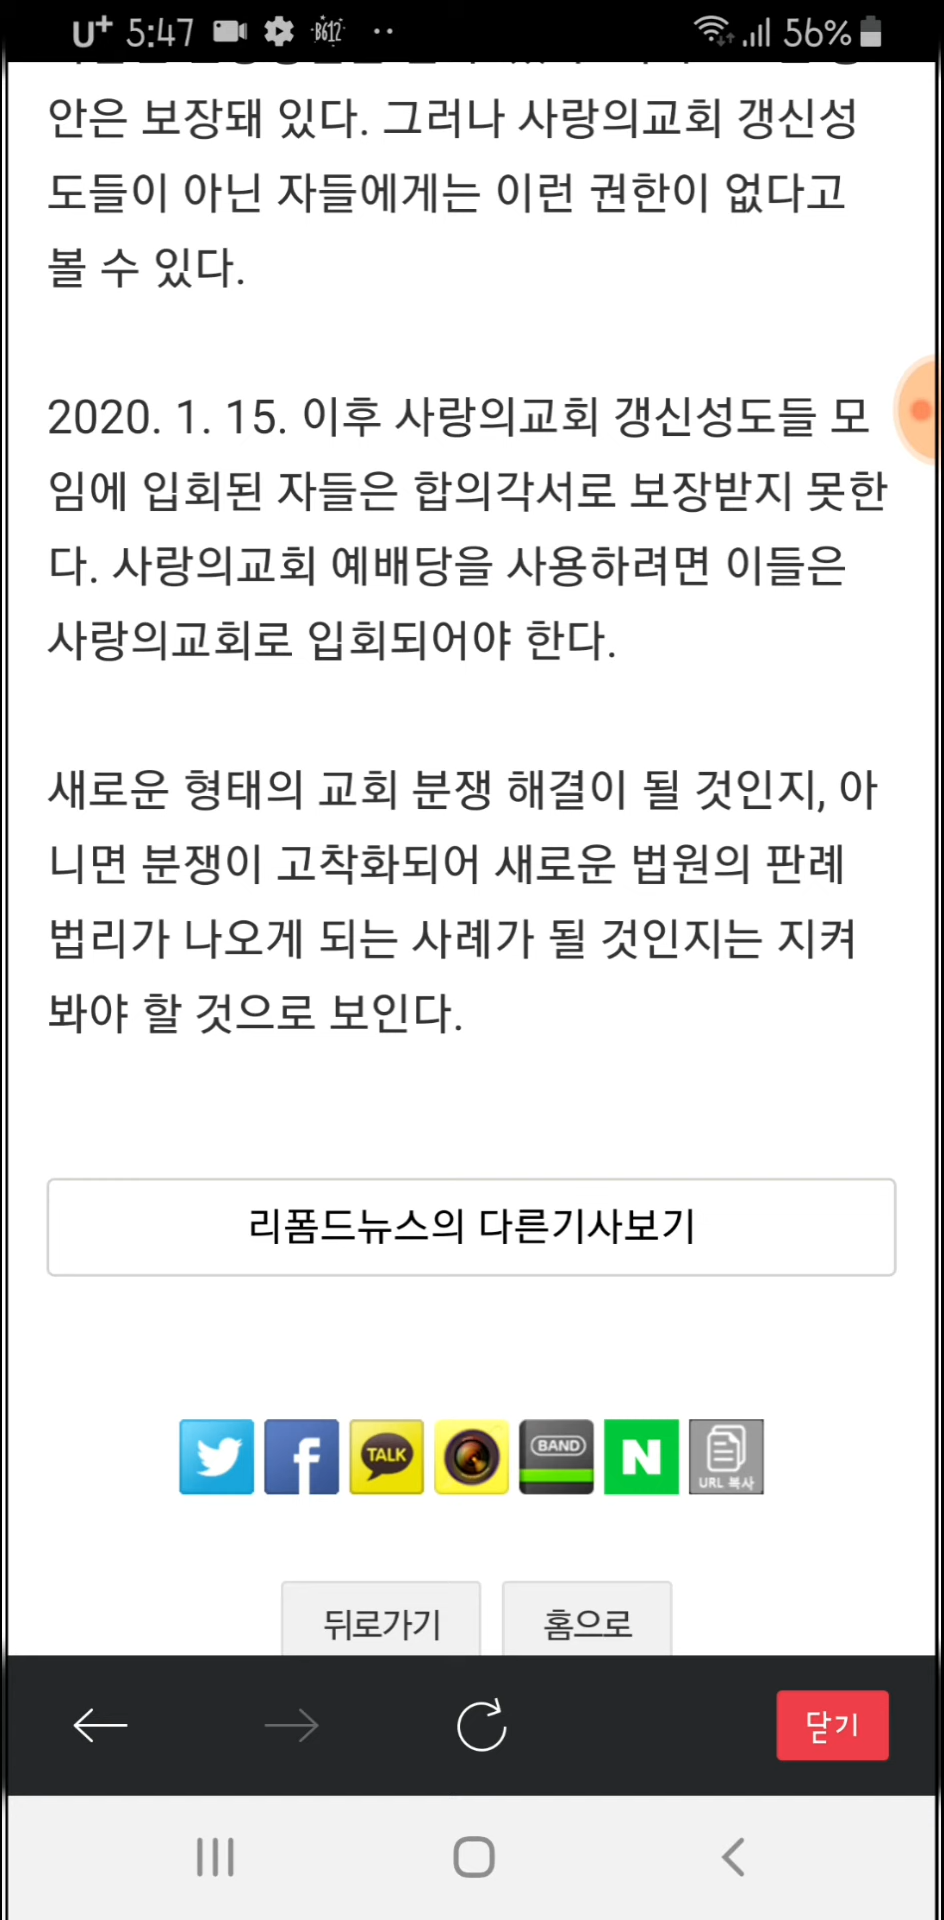 U+ 5:47 B612 56%
안은 보장돼 있다. 그러나 사랑의교회 갱신성
도들이 아닌 자들에게는 이런 권한이 없다고
볼 수 있다.
2020. 1. 15. 이후 사랑의교회 갱신성도들 모
임에 입회된 자들은 합의각서로 보장받지 못한
다. 사랑의교회 예배당을 사용하려면 이들은
사랑의교회로 입회되어야 한다.
새로운 형태의 교회 분쟁 해결이 될 것인지, 아
니면 분쟁이 고착화되어 새로운 법원의 판례
법리가 나오게 되는 사례가 될 것인지는 지켜
봐야 할 것으로 보인다.
리폼드뉴스의 다른기사보기
TALK BAND N URL 복사
뒤로가기 홈으로
닫기